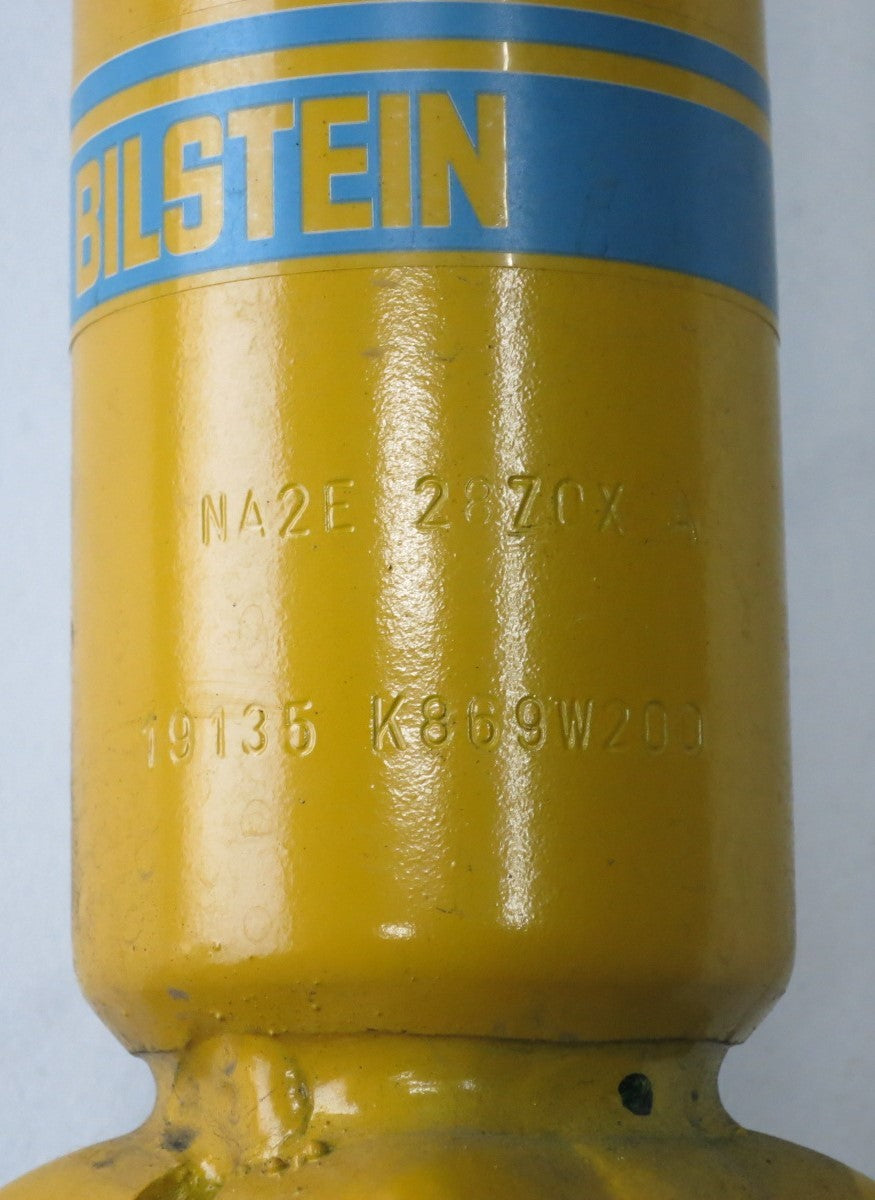 BILSTEIN
NA2E 28Z0X A
19135 K869W200